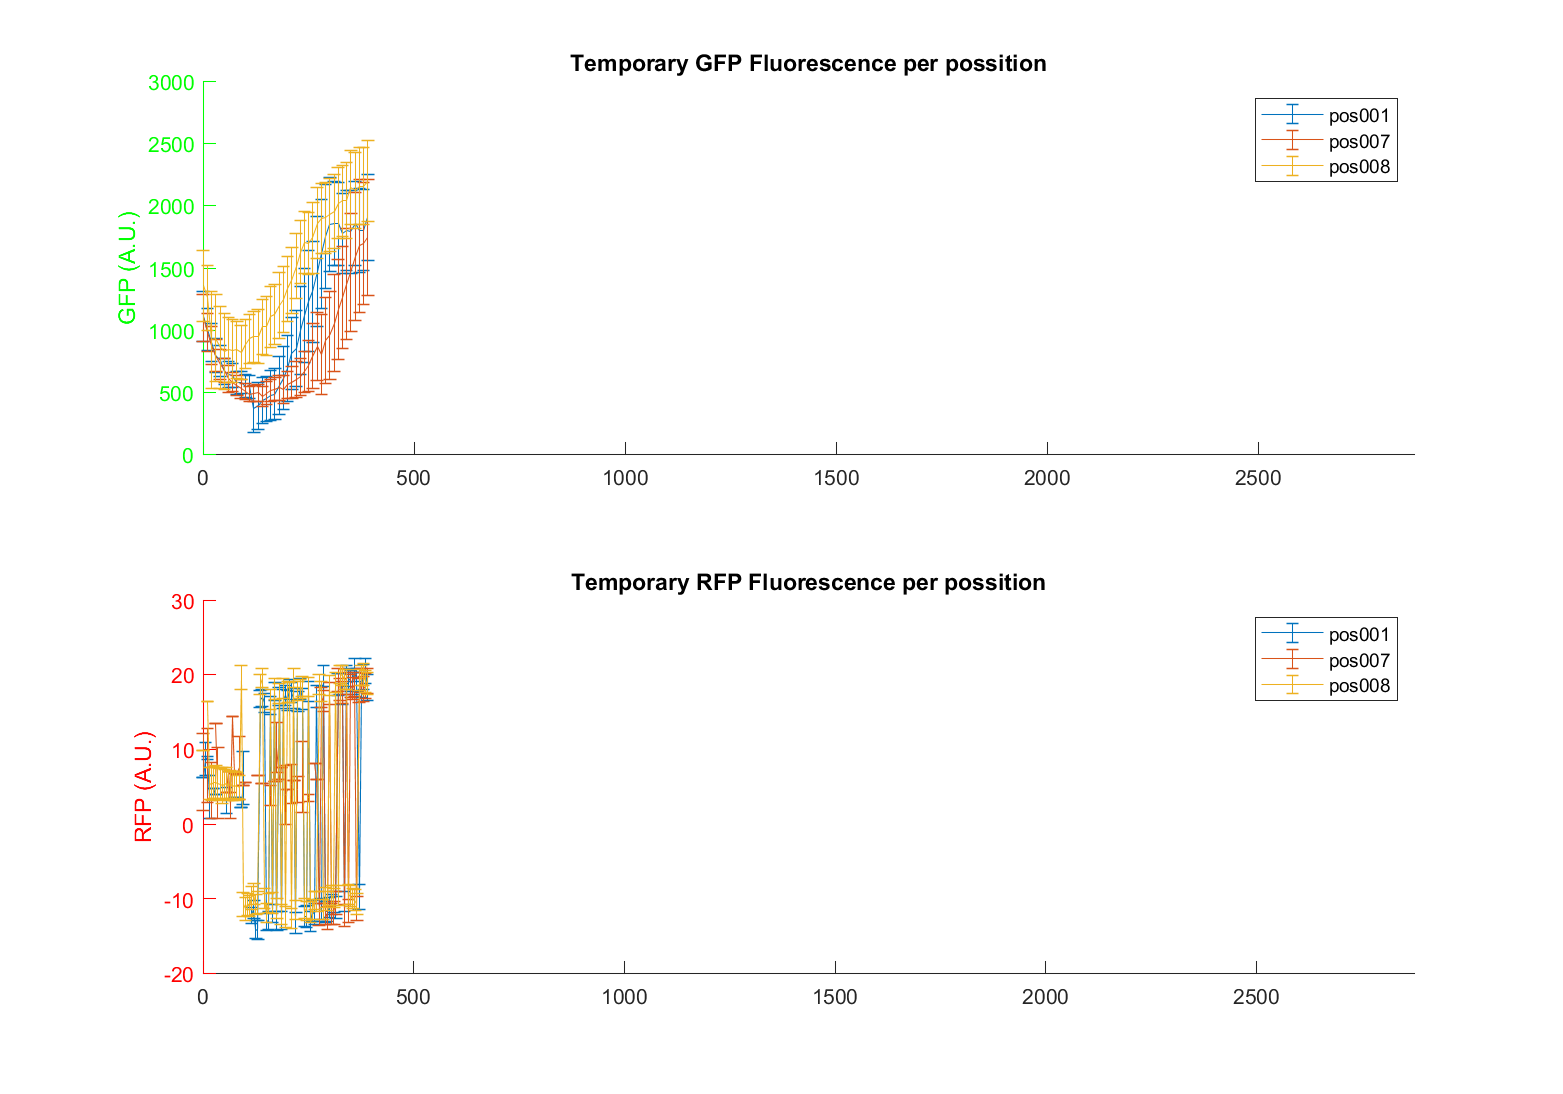 Temporary GFP Fluorescence per possition
3000
2500
2000
1500
1000
500
0
GFP (A.U.)
pos001
pos007
pos008
0 500 1000 1500 2000 2500
Temporary RFP Fluorescence per possition
30
20
10
0
-10
-20
RFP (A.U.)
pos001
pos007
pos008
0 500 1000 1500 2000 2500